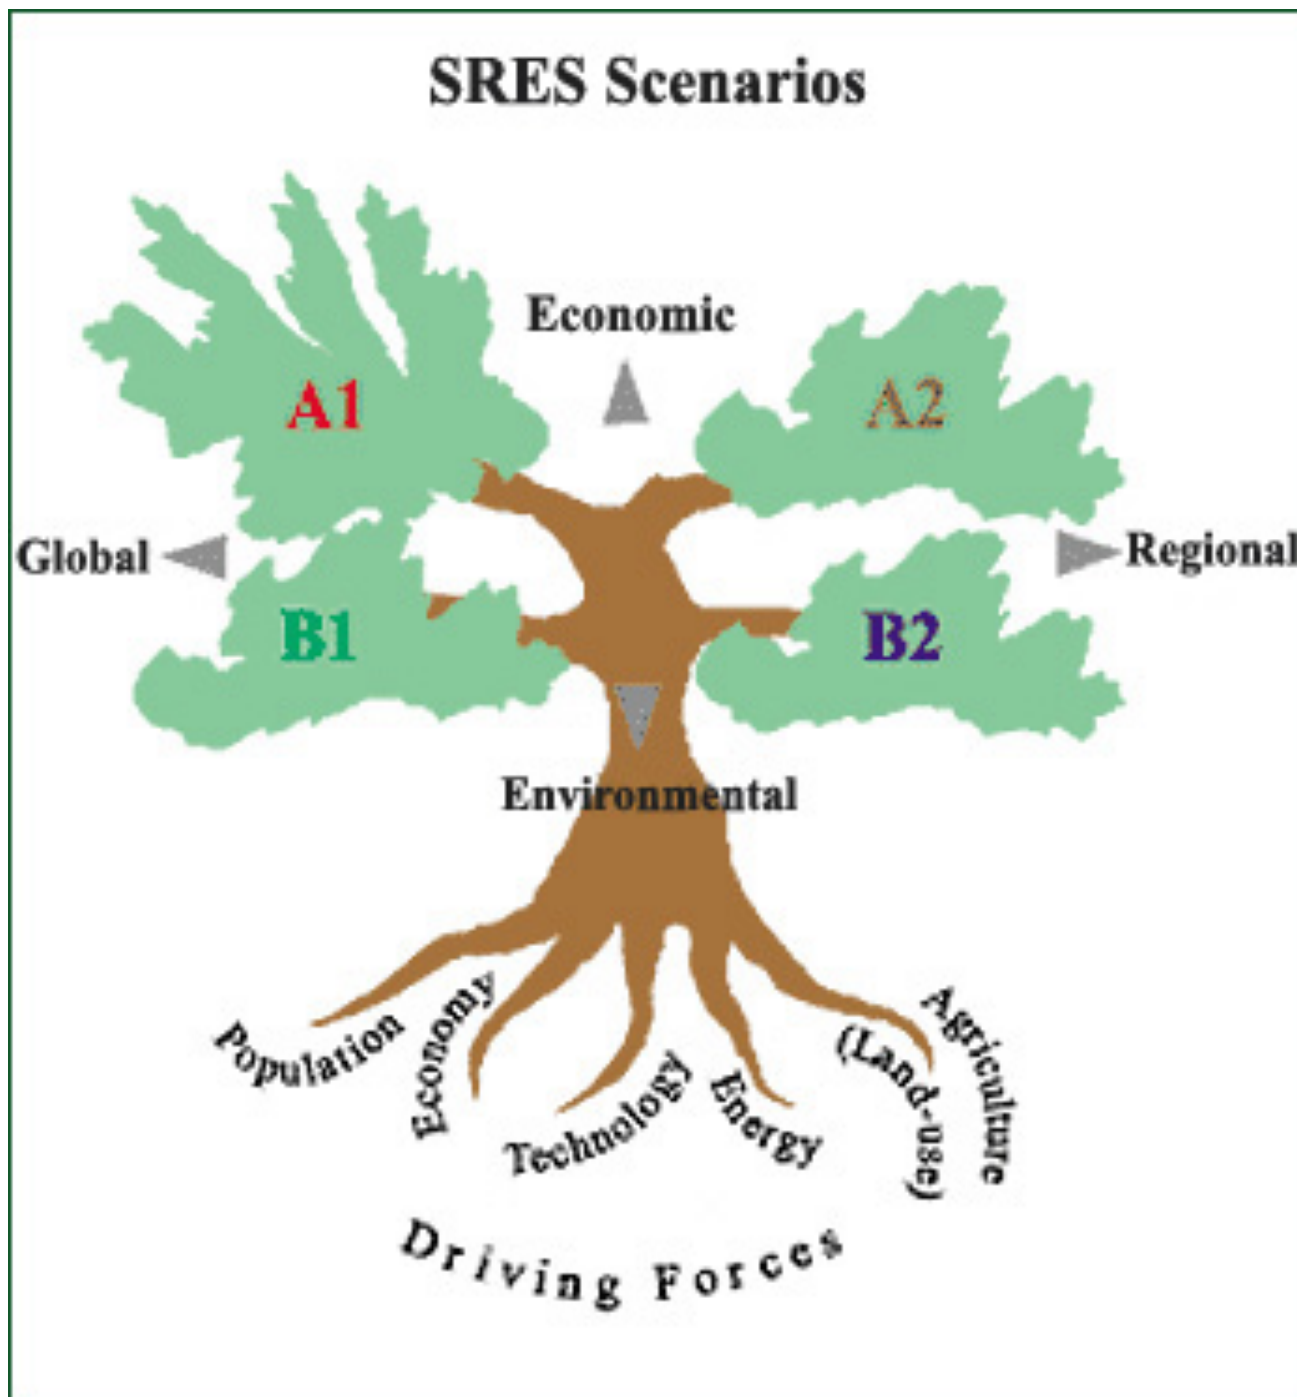 SRES Scenarios
Economic
A1
A2
Global
Regional
B1
B2
Environmental
Population
Economy
Technology
Energy
Agriculture
(Land-use)
Driving Forces